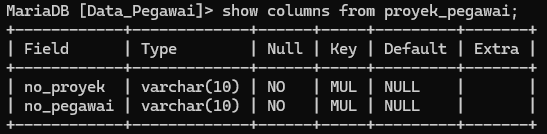 MariaDB [Data_Pegawai]> show columns from proyek_pegawai;
+------------+-------------+------+-----+---------+-------+
| Field      | Type        | Null | Key | Default | Extra |
+------------+-------------+------+-----+---------+-------+
| no_proyek  | varchar(10) | NO   | MUL | NULL    |       |
| no_pegawai | varchar(10) | NO   | MUL | NULL    |       |
+------------+-------------+------+-----+---------+-------+